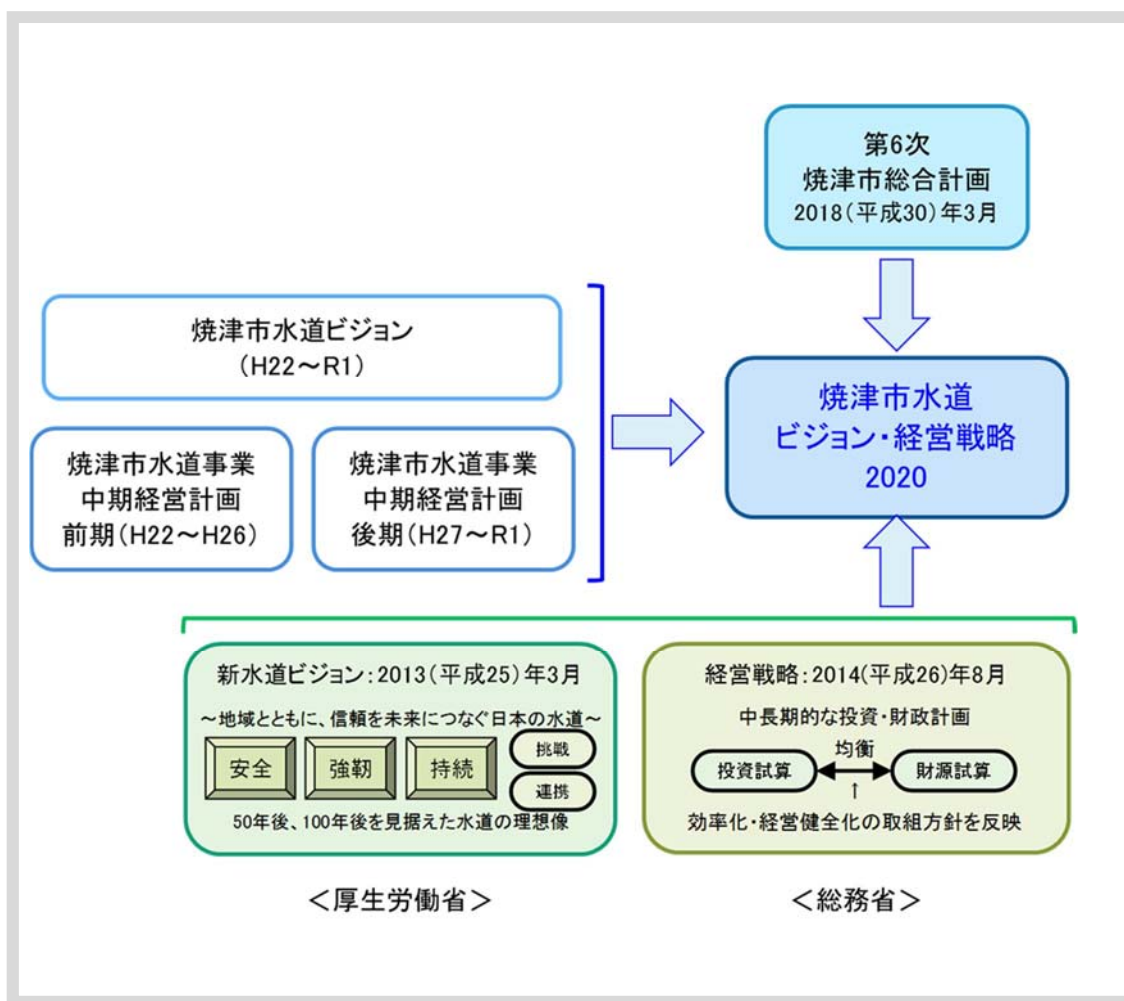 第6次
焼津市総合計画
2018(平成30)年3月
焼津市水道ビジョン
(H22～R1)
焼津市水道事業
中期経営計画
前期(H22～H26)
焼津市水道事業
中期経営計画
後期(H27～R1)
焼津市水道
ビジョン・経営戦略
2020
新水道ビジョン:2013(平成25)年3月
～地域とともに、信頼を未来につなぐ日本の水道～
安全
強靭
持続
挑戦
連携
50年後、100年後を見据えた水道の理想像
＜厚生労働省＞
経営戦略:2014(平成26)年8月
中長期的な投資・財政計画
均衡
投資試算
財源試算
↑
効率化・経営健全化の取組方針を反映
＜総務省＞